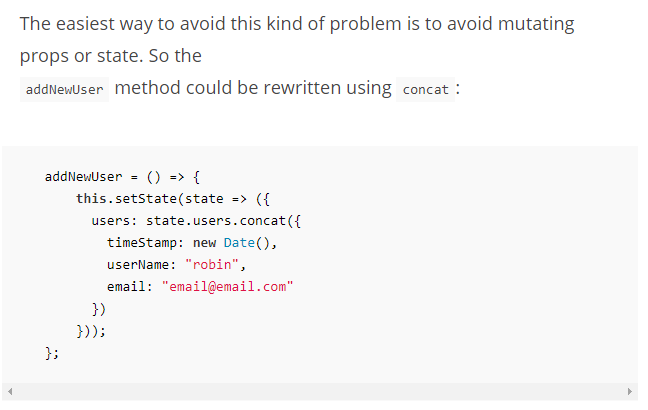 The easiest way to avoid this kind of problem is to avoid mutating
props or state. So the
addNewUser method could be rewritten using concat :
addNewUser = () => {
    this.setState(state => ({
      users: state.users.concat({
        timeStamp: new Date(),
        userName: "robin",
        email: "email@email.com"
      })
    }));
};